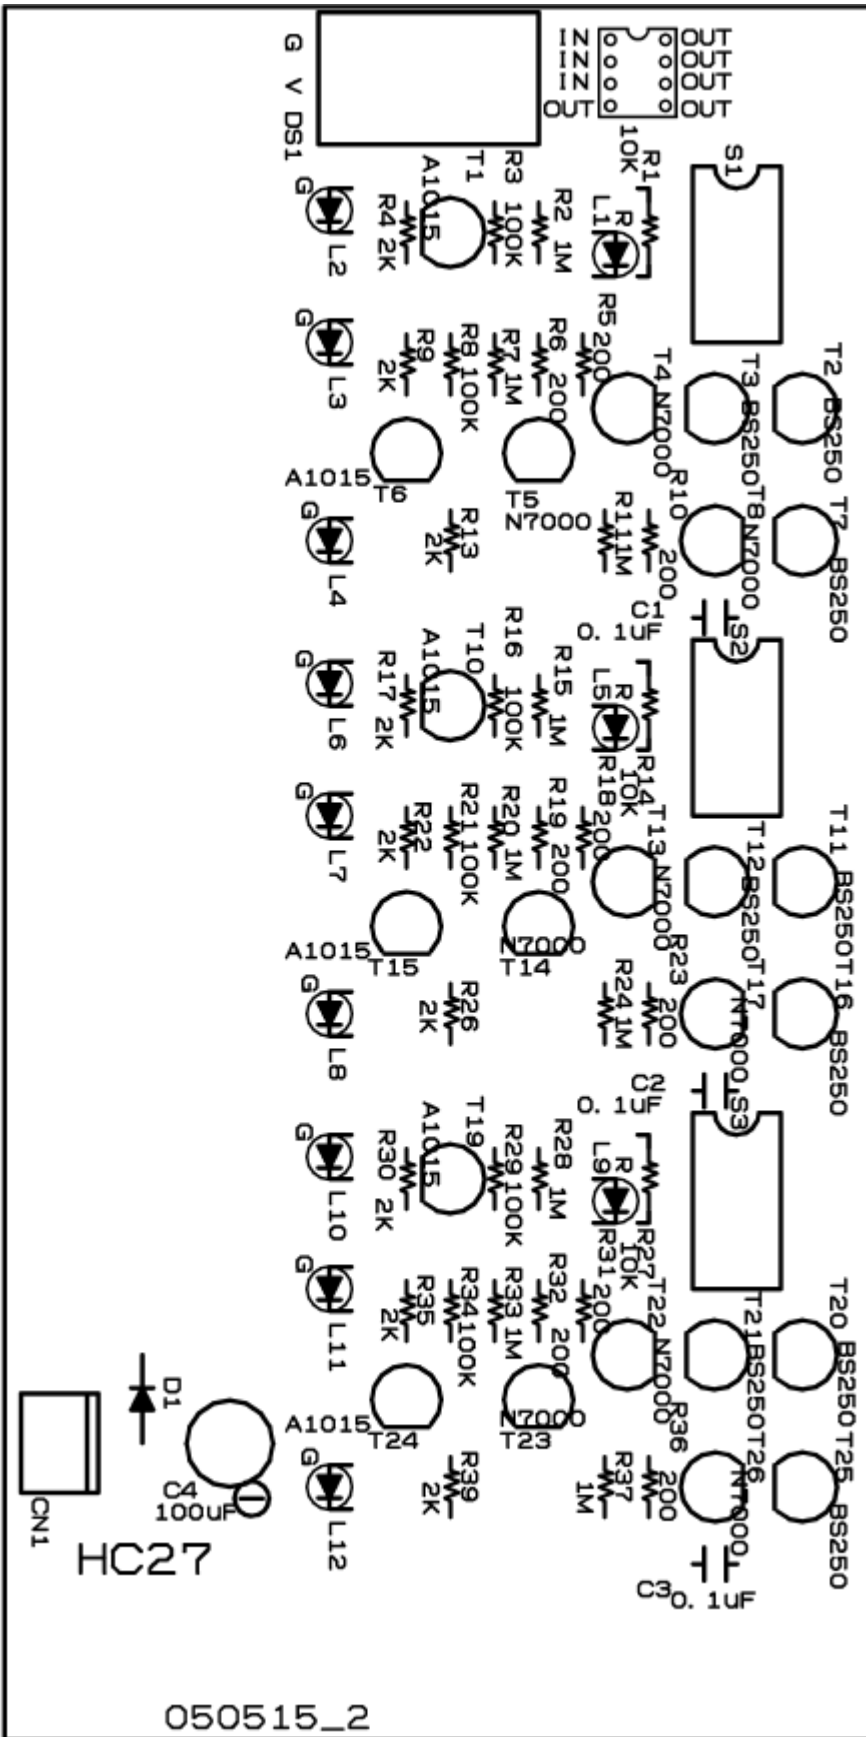 G
V
DS1
IN OUT
IN OUT
IN OUT
OUT OUT
10K
R1
S1
G
L2
R4
2K
A1015
T1
R3
100K
R2
1M
L1
R
G
L3
R9
2K
R8
100K
R7
1M
R6
200
R5
200
T4
N7000
T3
BS250
T2
BS250
A1015
T6
T5
N7000
G
L4
R13
2K
R11
1M
R10
200
T8
N7000
T7
BS250
C1
0.1uF
S2
G
L6
R17
2K
A1015
T10
R16
100K
R15
1M
L5
R
R14
10K
G
L7
R22
2K
R21
100K
R20
1M
R19
200
R18
200
T13
N7000
T12
BS250
T11
BS250
A1015
T15
N7000
T14
G
L8
R26
2K
R24
1M
R23
200
T17
N7000
T16
BS250
C2
0.1uF
S3
G
L10
R30
2K
A1015
T19
R29
100K
R28
1M
L9
R
R27
10K
G
L11
R35
2K
R34
100K
R33
1M
R32
200
R31
200
T22
N7000
T21
BS250
T20
BS250
A1015
T24
N7000
T23
D1
CN1
C4
100uF
G
L12
R39
2K
R37
1M
R36
200
T26
N7000
T25
BS250
HC27
C3
0.1uF
050515_2